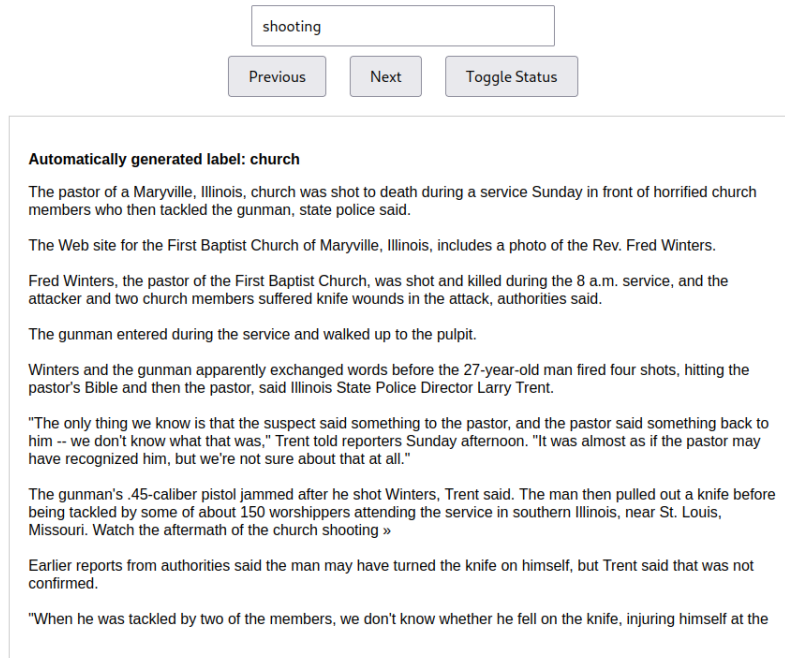 shooting
Previous Next Toggle Status
Automatically generated label: church
The pastor of a Maryville, Illinois, church was shot to death during a service Sunday in front of horrified church
members who then tackled the gunman, state police said.
The Web site for the First Baptist Church of Maryville, Illinois, includes a photo of the Rev. Fred Winters.
Fred Winters, the pastor of the First Baptist Church, was shot and killed during the 8 a.m. service, and the
attacker and two church members suffered knife wounds in the attack, authorities said.
The gunman entered during the service and walked up to the pulpit.
Winters and the gunman apparently exchanged words before the 27-year-old man fired four shots, hitting the
pastor's Bible and then the pastor, said Illinois State Police Director Larry Trent.
"The only thing we know is that the suspect said something to the pastor, and the pastor said something back to
him -- we don't know what that was," Trent told reporters Sunday afternoon. "It was almost as if the pastor may
have recognized him, but we're not sure about that at all."
The gunman's .45-caliber pistol jammed after he shot Winters, Trent said. The man then pulled out a knife before
being tackled by some of about 150 worshippers attending the service in southern Illinois, near St. Louis,
Missouri. Watch the aftermath of the church shooting »
Earlier reports from authorities said the man may have turned the knife on himself, but Trent said that was not
confirmed.
"When he was tackled by two of the members, we don't know whether he fell on the knife, injuring himself at the